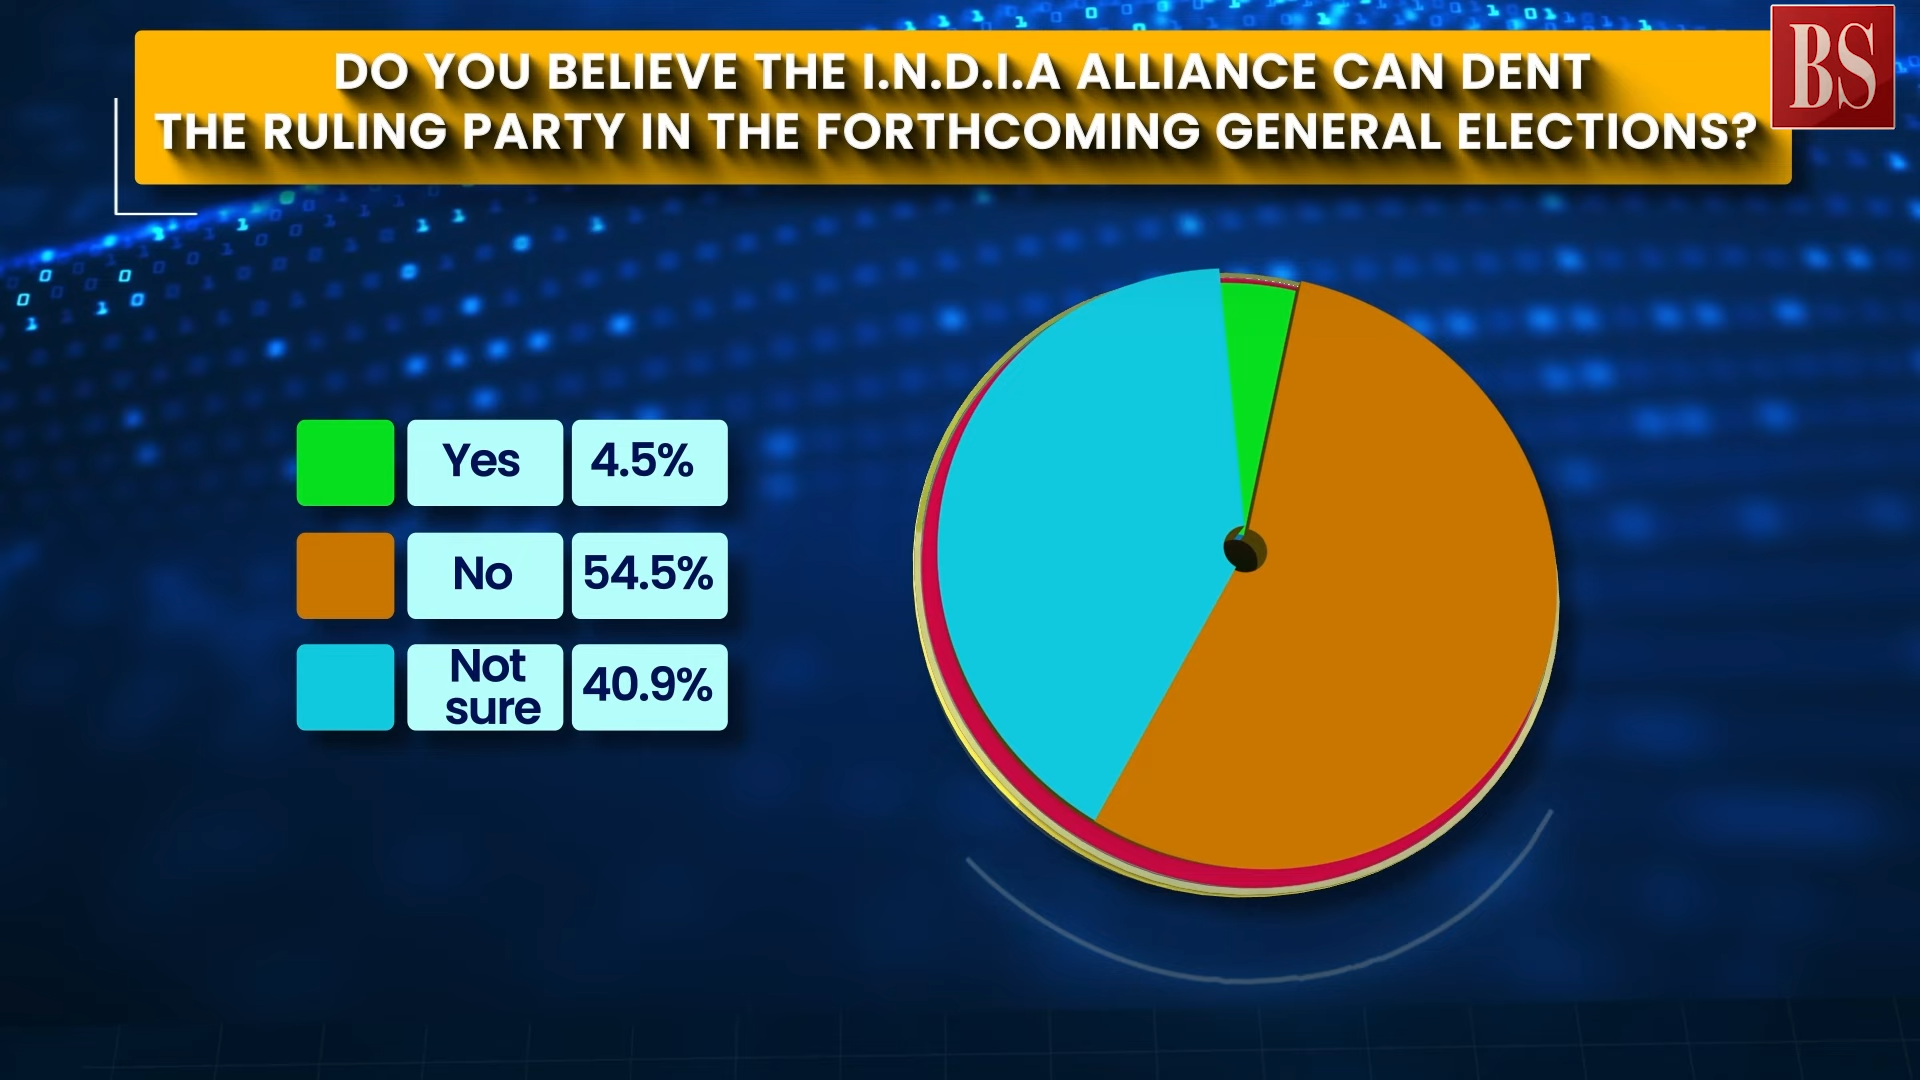 BS
DO YOU BELIEVE THE I.N.D.I.A ALLIANCE CAN DENT
THE RULING PARTY IN THE FORTHCOMING GENERAL ELECTIONS?
Yes 4.5%
No 54.5%
Not
sure 40.9%